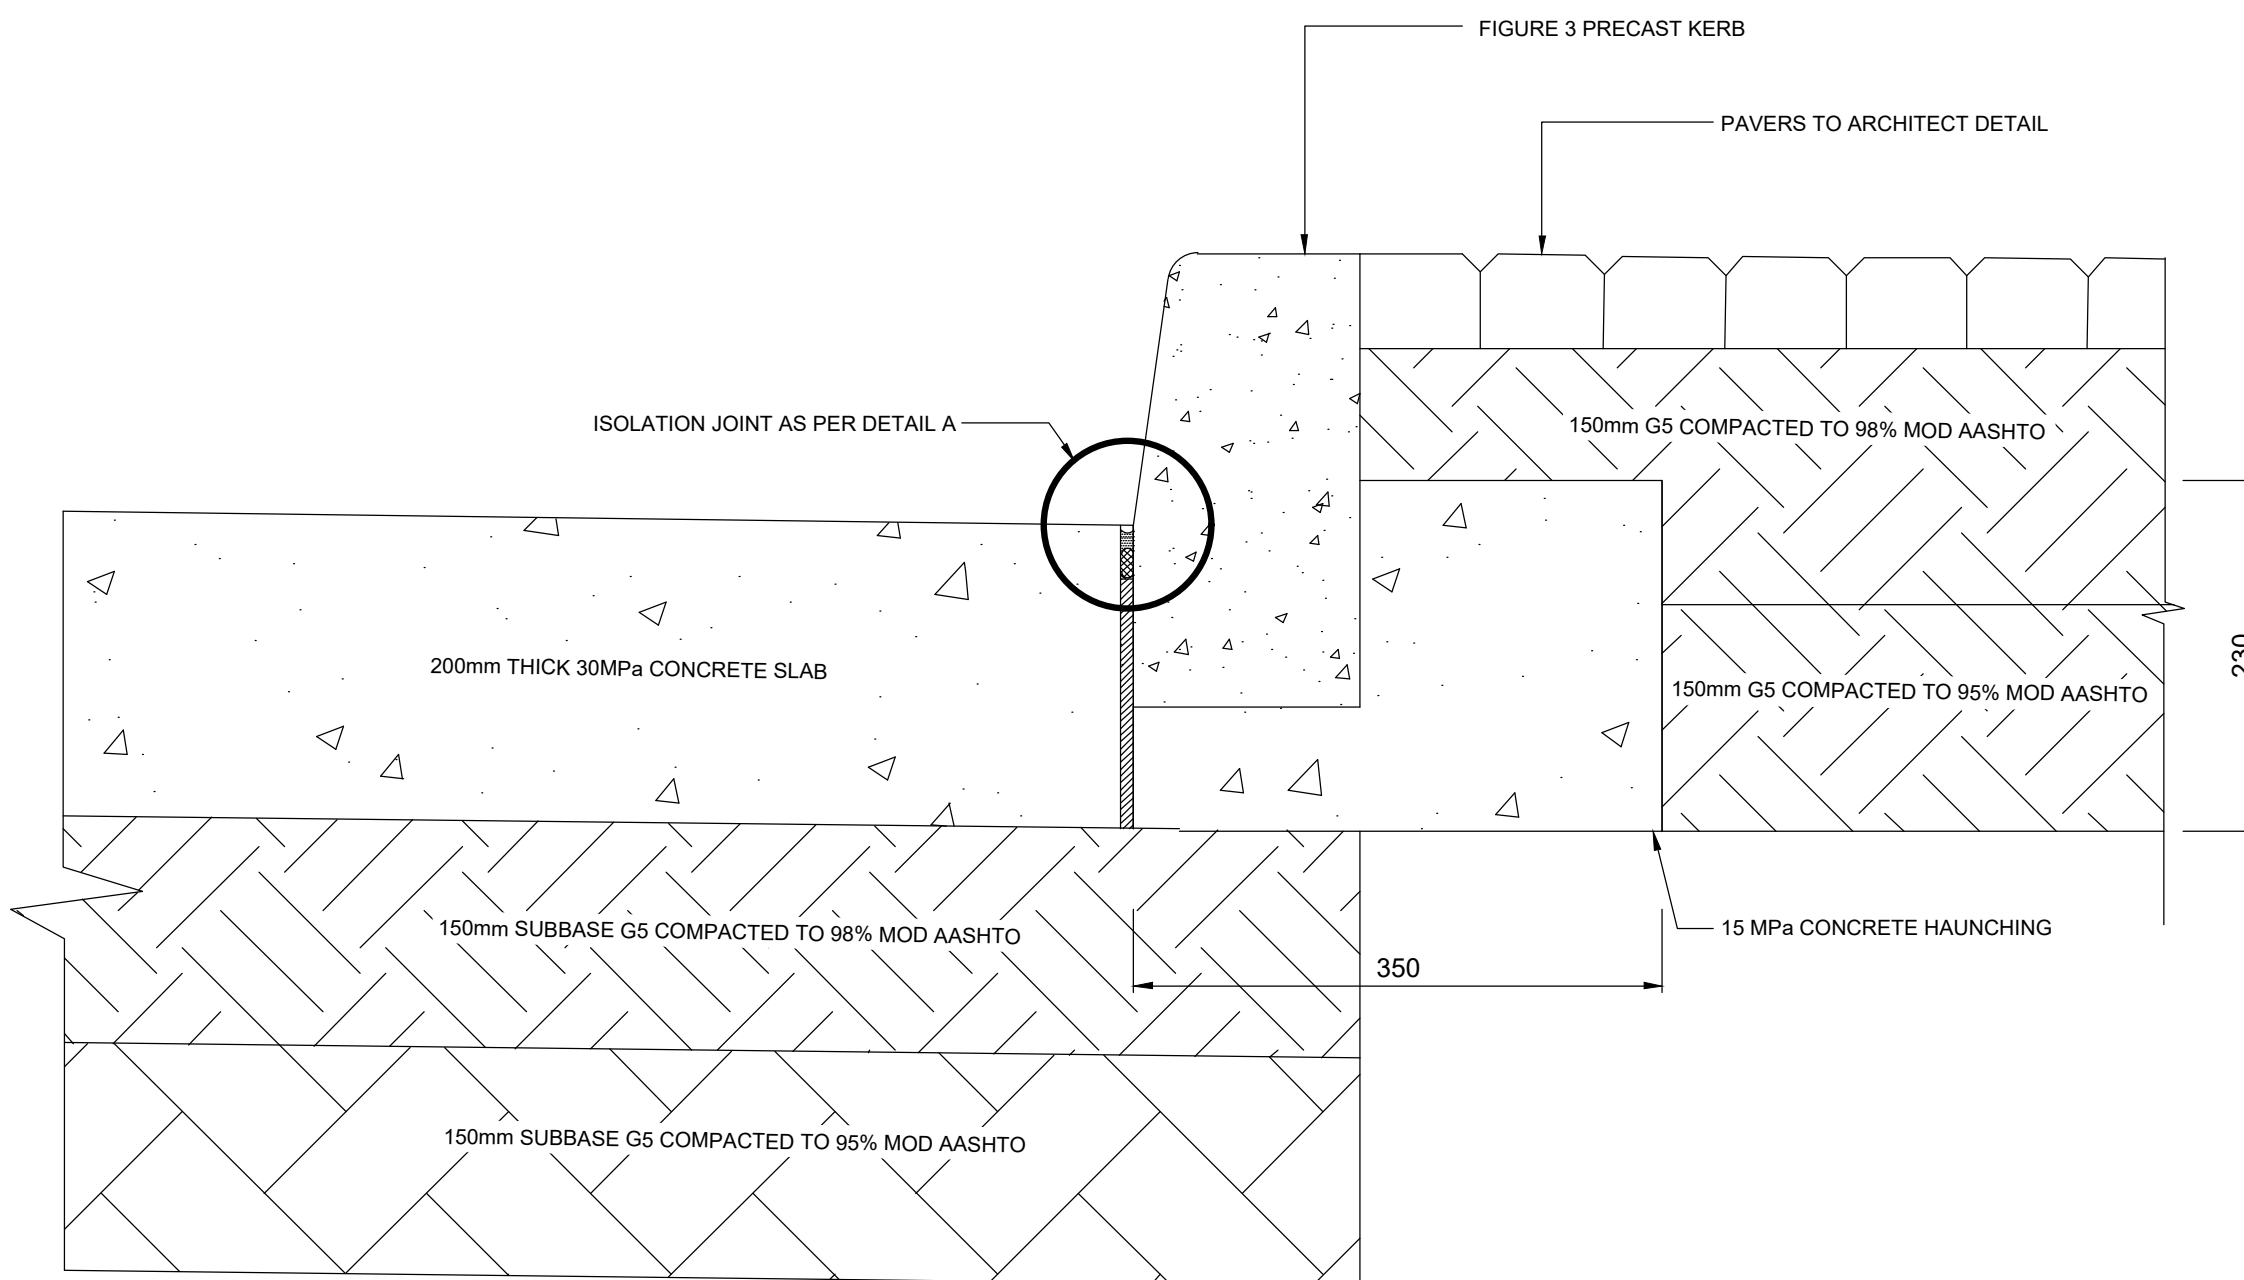 FIGURE 3 PRECAST KERB
PAVERS TO ARCHITECT DETAIL
ISOLATION JOINT AS PER DETAIL A
150mm G5 COMPACTED TO 98% MOD AASHTO
200mm THICK 30MPa CONCRETE SLAB
230
150mm G5 COMPACTED TO 95% MOD AASHTO
150mm SUBBASE G5 COMPACTED TO 98% MOD AASHTO
15 MPa CONCRETE HAUNCHING
350
150mm SUBBASE G5 COMPACTED TO 95% MOD AASHTO